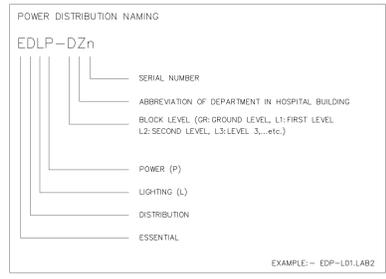 POWER DISTRIBUTION NAMING
EDLP-DZn
SERIAL NUMBER
ABBREVIATION OF DEPARTMENT IN HOSPITAL BUILDING
BLOCK LEVEL (GR: GROUND LEVEL, L1: FIRST LEVEL
L2: SECOND LEVEL, L3: LEVEL 3,...etc.)
POWER (P)
LIGHTING (L)
DISTRIBUTION
ESSENTIAL
EXAMPLE:- EDP-L01.LAB2